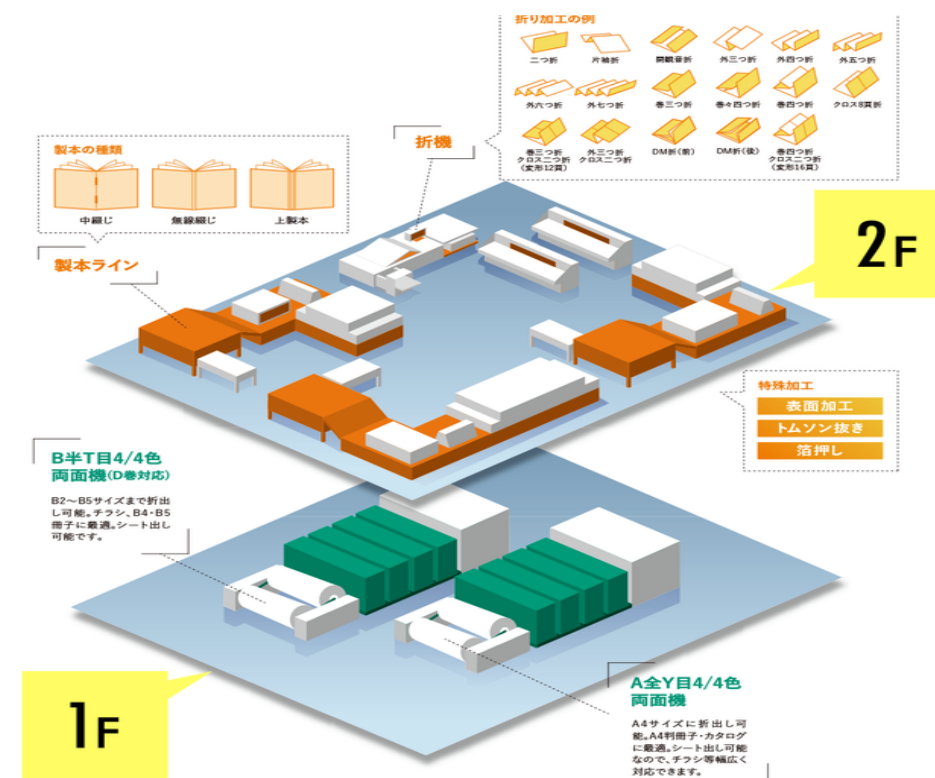 折り加工の例
二つ折
片袖折
開観音折
外三つ折
外四つ折
外五つ折
外六つ折
外七つ折
巻三つ折
巻々四つ折
巻四つ折
クロス8頁折
巻三つ折
クロス二つ折
(変形12頁)
外三つ折
クロス二つ折
DM折(前)
DM折(後)
巻四つ折
クロス二つ折
(変形16頁)
折機
製本の種類
中綴じ
無線綴じ
上製本
製本ライン
2F
特殊加工
表面加工
トムソン抜き
箔押し
B半T目4/4色
両面機(D巻対応)
B2〜B5サイズまで折出
し可能。チラシ、B4・B5
冊子に最適。シート出し
可能です。
1F
A全Y目4/4色
両面機
A4サイズに折出し可
能。A4判冊子・カタログ
に最適。シート出し可能
なので、チラシ等幅広く
対応できます。